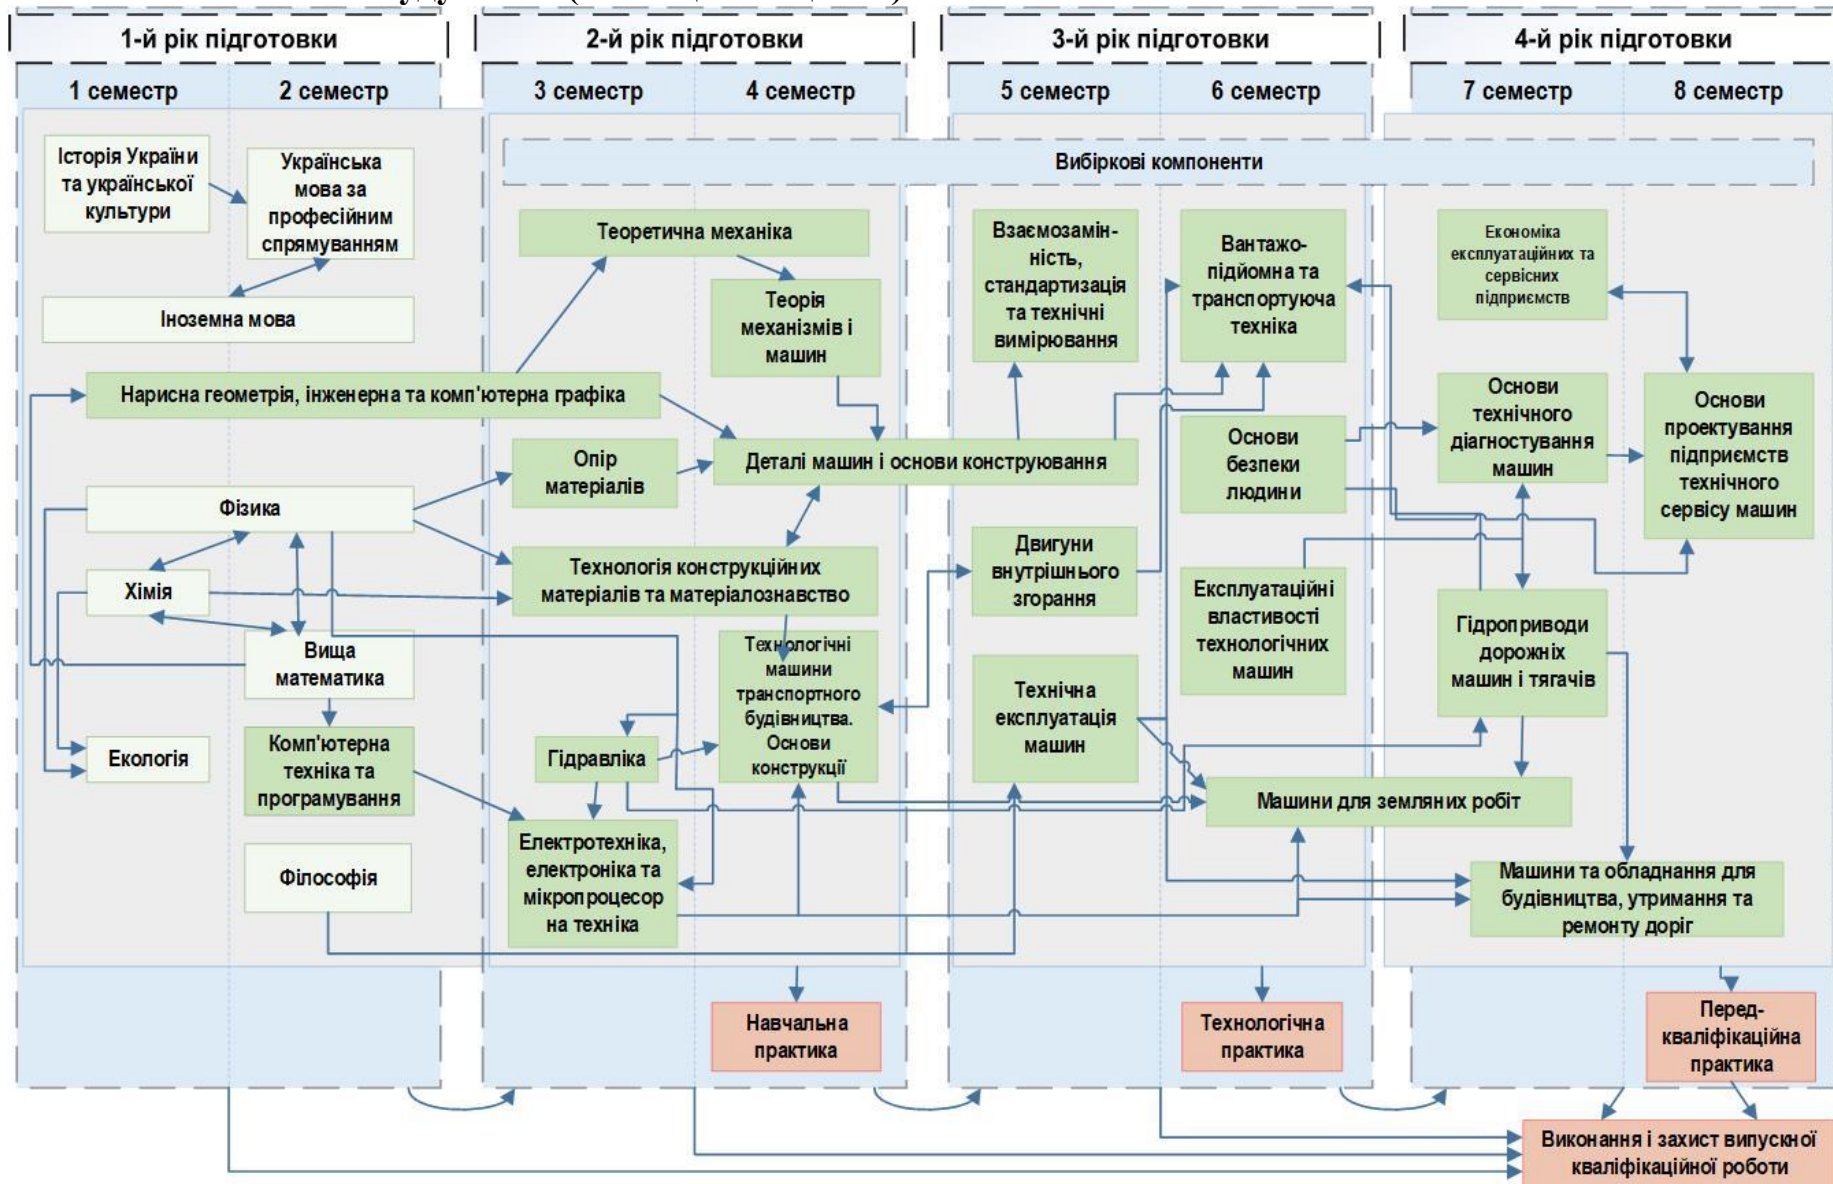 1-й рік підготовки
2-й рік підготовки
3-й рік підготовки
4-й рік підготовки
1 семестр
2 семестр
3 семестр
4 семестр
5 семестр
6 семестр
7 семестр
8 семестр
Вибіркові компоненти
Історія України
та української
культури
Українська
мова за
професійним
спрямуванням
Іноземна мова
Нарисна геометрія, інженерна та комп'ютерна графіка
Фізика
Хімія
Вища
математика
Екологія
Комп'ютерна
техніка та
програмування
Філософія
Теоретична механіка
Теорія
механізмів і
машин
Опір
матеріалів
Деталі машин і основи конструювання
Технологія конструкційних
матеріалів та матеріалознавство
Технологічні
машини
транспортного
будівництва.
Основи
конструкції
Гідравліка
Електротехніка,
електроніка та
мікропроцесор
на техніка
Взаємозамін-
ність,
стандартизація
та технічні
вимірювання
Вантажо-
підйомна та
транспортуюча
техніка
Основи
безпеки
людини
Двигуни
внутрішнього
згорання
Експлуатаційні
властивості
технологічних
машин
Технічна
експлуатація
машин
Економіка
експлуатаційних та
сервісних
підприємств
Основи
технічного
діагностування
машин
Основи
проектування
підприємств
технічного
сервісу машин
Гідроприводи
дорожніх
машин і тягачів
Машини для земляних робіт
Машини та обладнання для
будівництва, утримання та
ремонту доріг
Навчальна
практика
Технологічна
практика
Перед-
кваліфікаційна
практика
Виконання і захист випускної
кваліфікаційної роботи